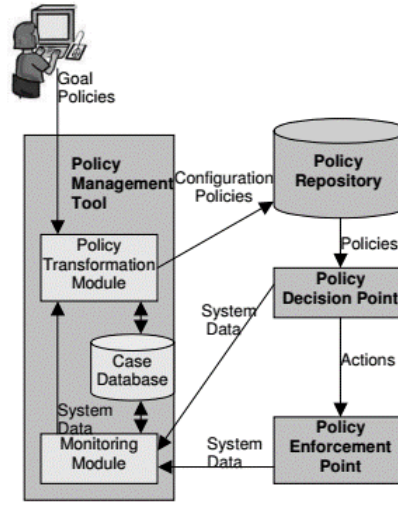 Goal
Policies
Policy
Management
Tool
Configuration
Policies
Policy
Repository
Policy
Transformation
Module
Policies
System
Data
Policy
Decision Point
Case
Database
Actions
System
Data
Monitoring
Module
System
Data
Policy
Enforcement
Point